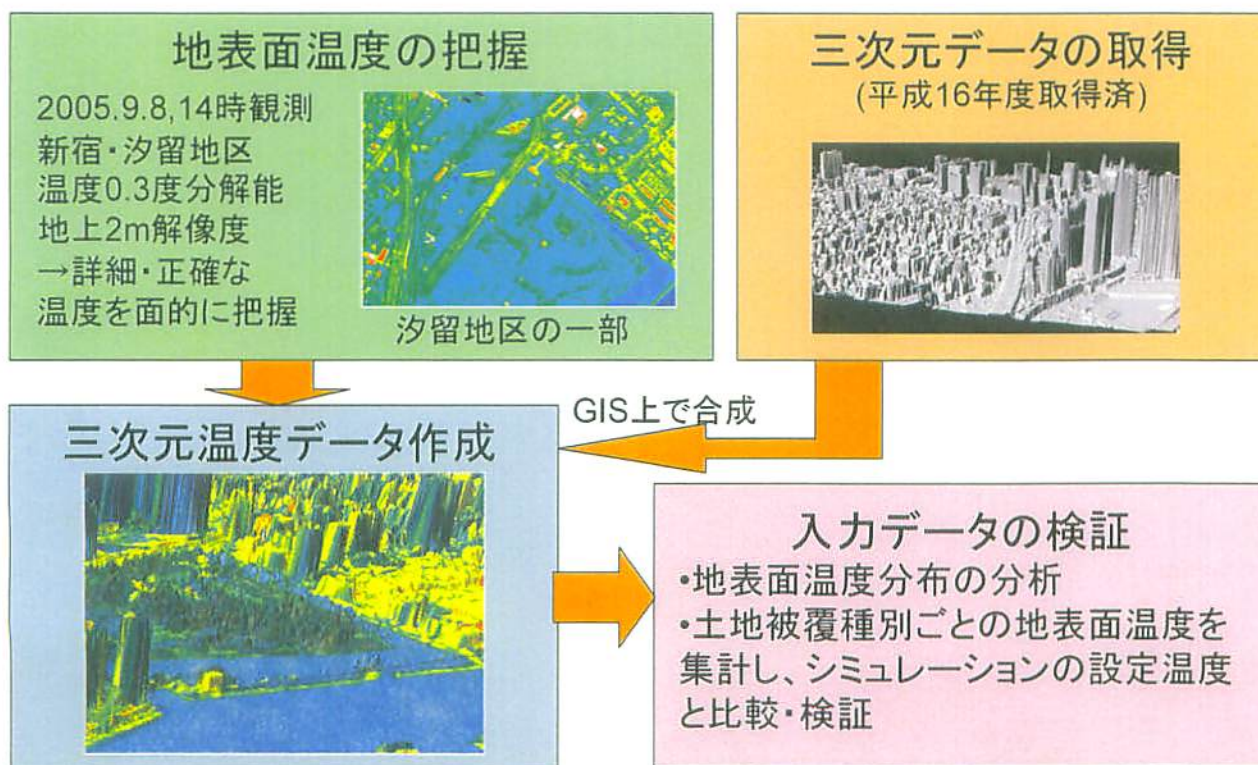 地表面温度の把握
2005.9.8,14時観測
新宿・汐留地区
温度0.3度分解能
地上2m解像度
→詳細・正確な
温度を面的に把握
汐留地区の一部
三次元データの取得
(平成16年度取得済)
GIS上で合成
三次元温度データ作成
入力データの検証
•地表面温度分布の分析
•土地被覆種別ごとの地表面温度を
集計し、シミュレーションの設定温度
と比較・検証